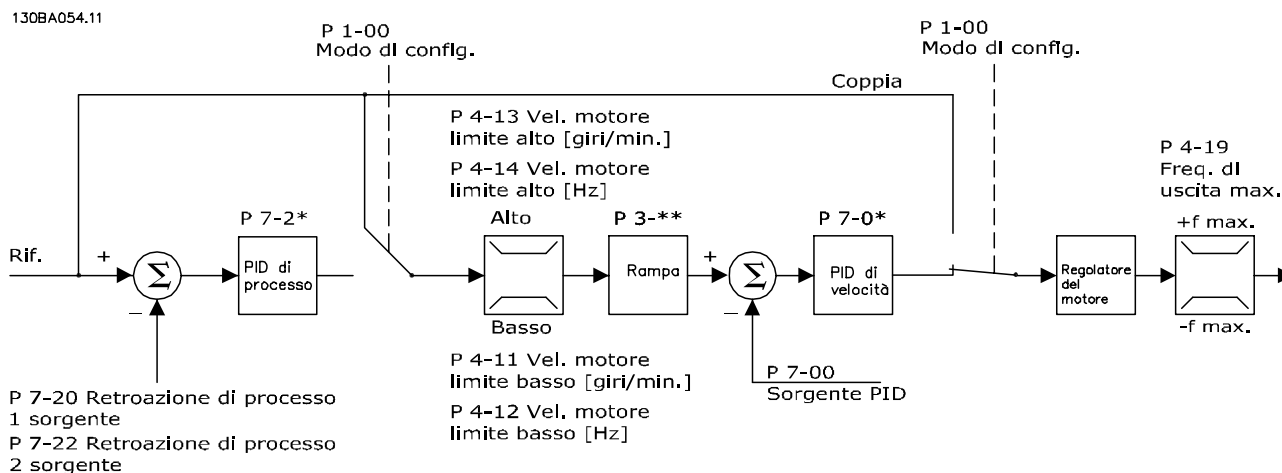 130BA054.11
P 1-00
Modo di config.
P 1-00
Modo di config.
Coppia
P 4-13 Vel. motore
limite alto [giri/min.]
P 4-14 Vel. motore
limite alto [Hz]
P 4-19
Freq. di
uscita max.
P 7-2*
Alto
P 3-**
P 7-0*
+f max.
Rif.
+
Σ
−
PID di
processo
Rampa
+
Σ
−
PID di
velocità
Regolatore
del
motore
Basso
-f max.
P 4-11 Vel. motore
limite basso [giri/min.]
P 4-12 Vel. motore
limite basso [Hz]
P 7-00
Sorgente PID
P 7-20 Retroazione di processo
1 sorgente
P 7-22 Retroazione di processo
2 sorgente